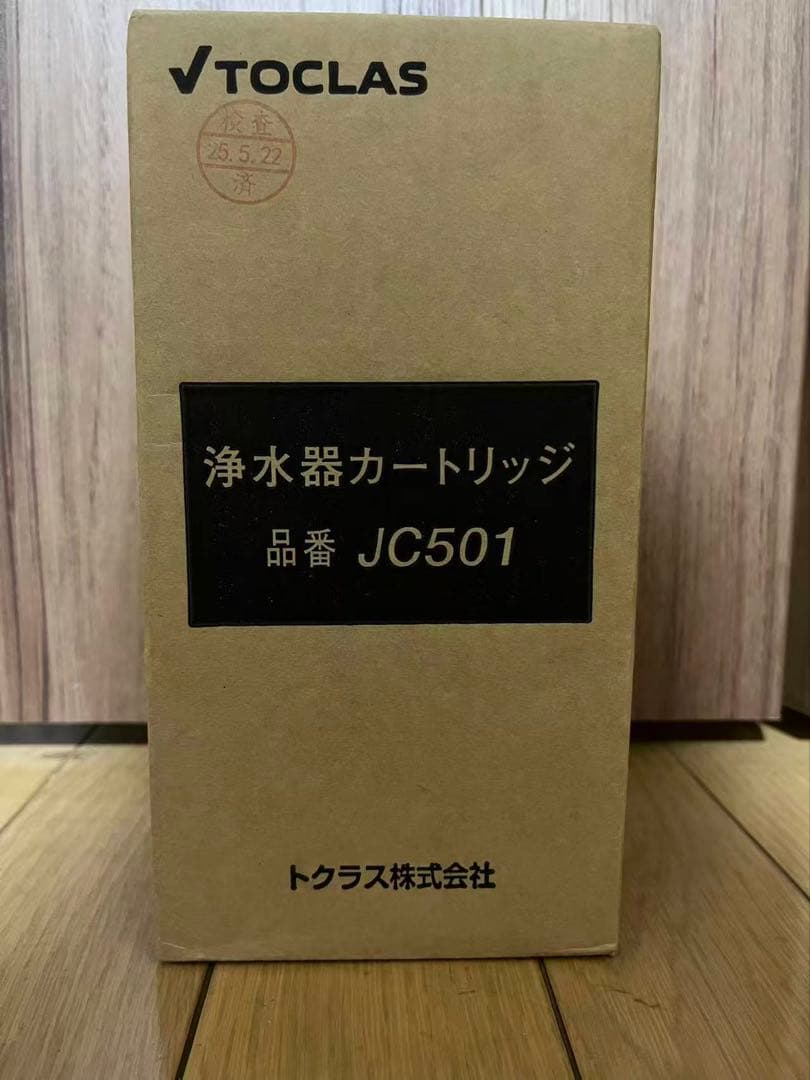 TOCLAS
検査
25.5.22
済
浄水器カートリッジ
品番 JC501
トクラス株式会社